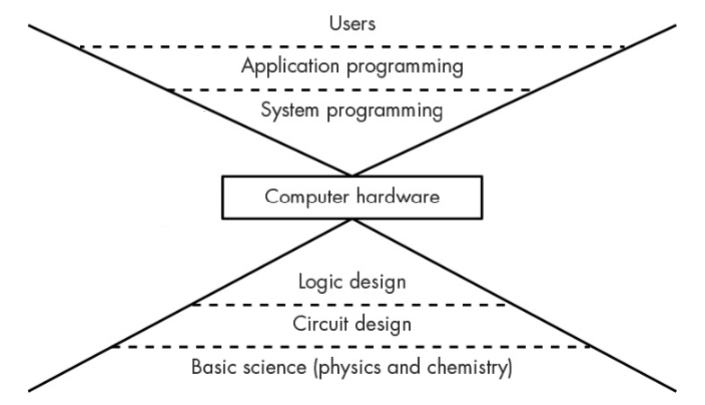 Users
Application programming
System programming
Computer hardware
Logic design
Circuit design
Basic science (physics and chemistry)